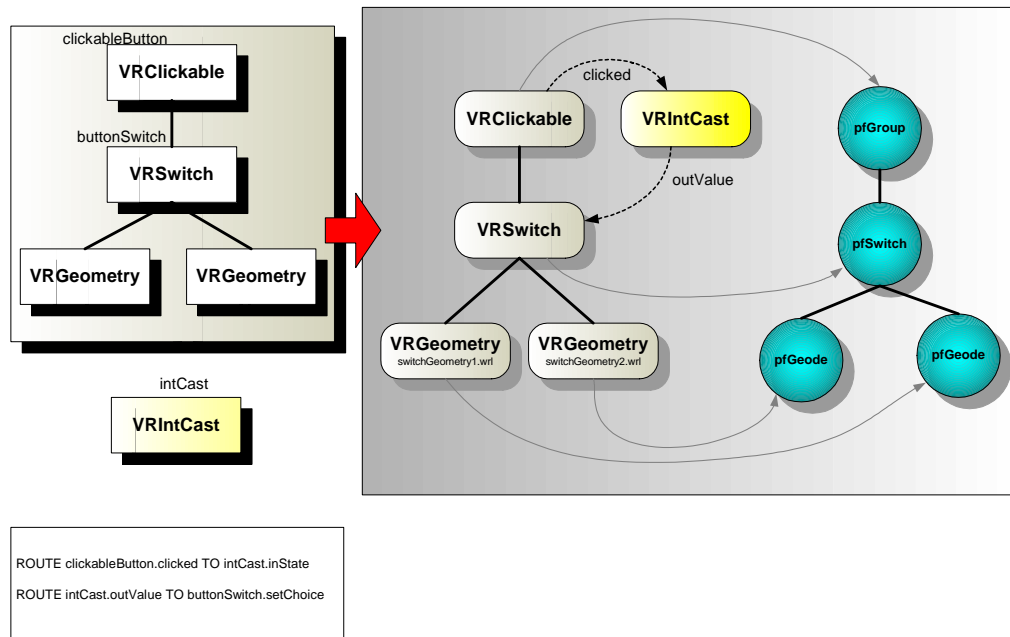 clickableButton
VRClickable
buttonSwitch
VRSwitch
VRGeometry
VRGeometry
intCast
VRIntCast
ROUTE clickableButton.clicked TO intCast.inState
ROUTE intCast.outValue TO buttonSwitch.setChoice
clicked
VRClickable
VRIntCast
outValue
VRSwitch
VRGeometry
switchGeometry1.wrl
VRGeometry
switchGeometry2.wrl
pfGroup
pfSwitch
pfGeode
pfGeode